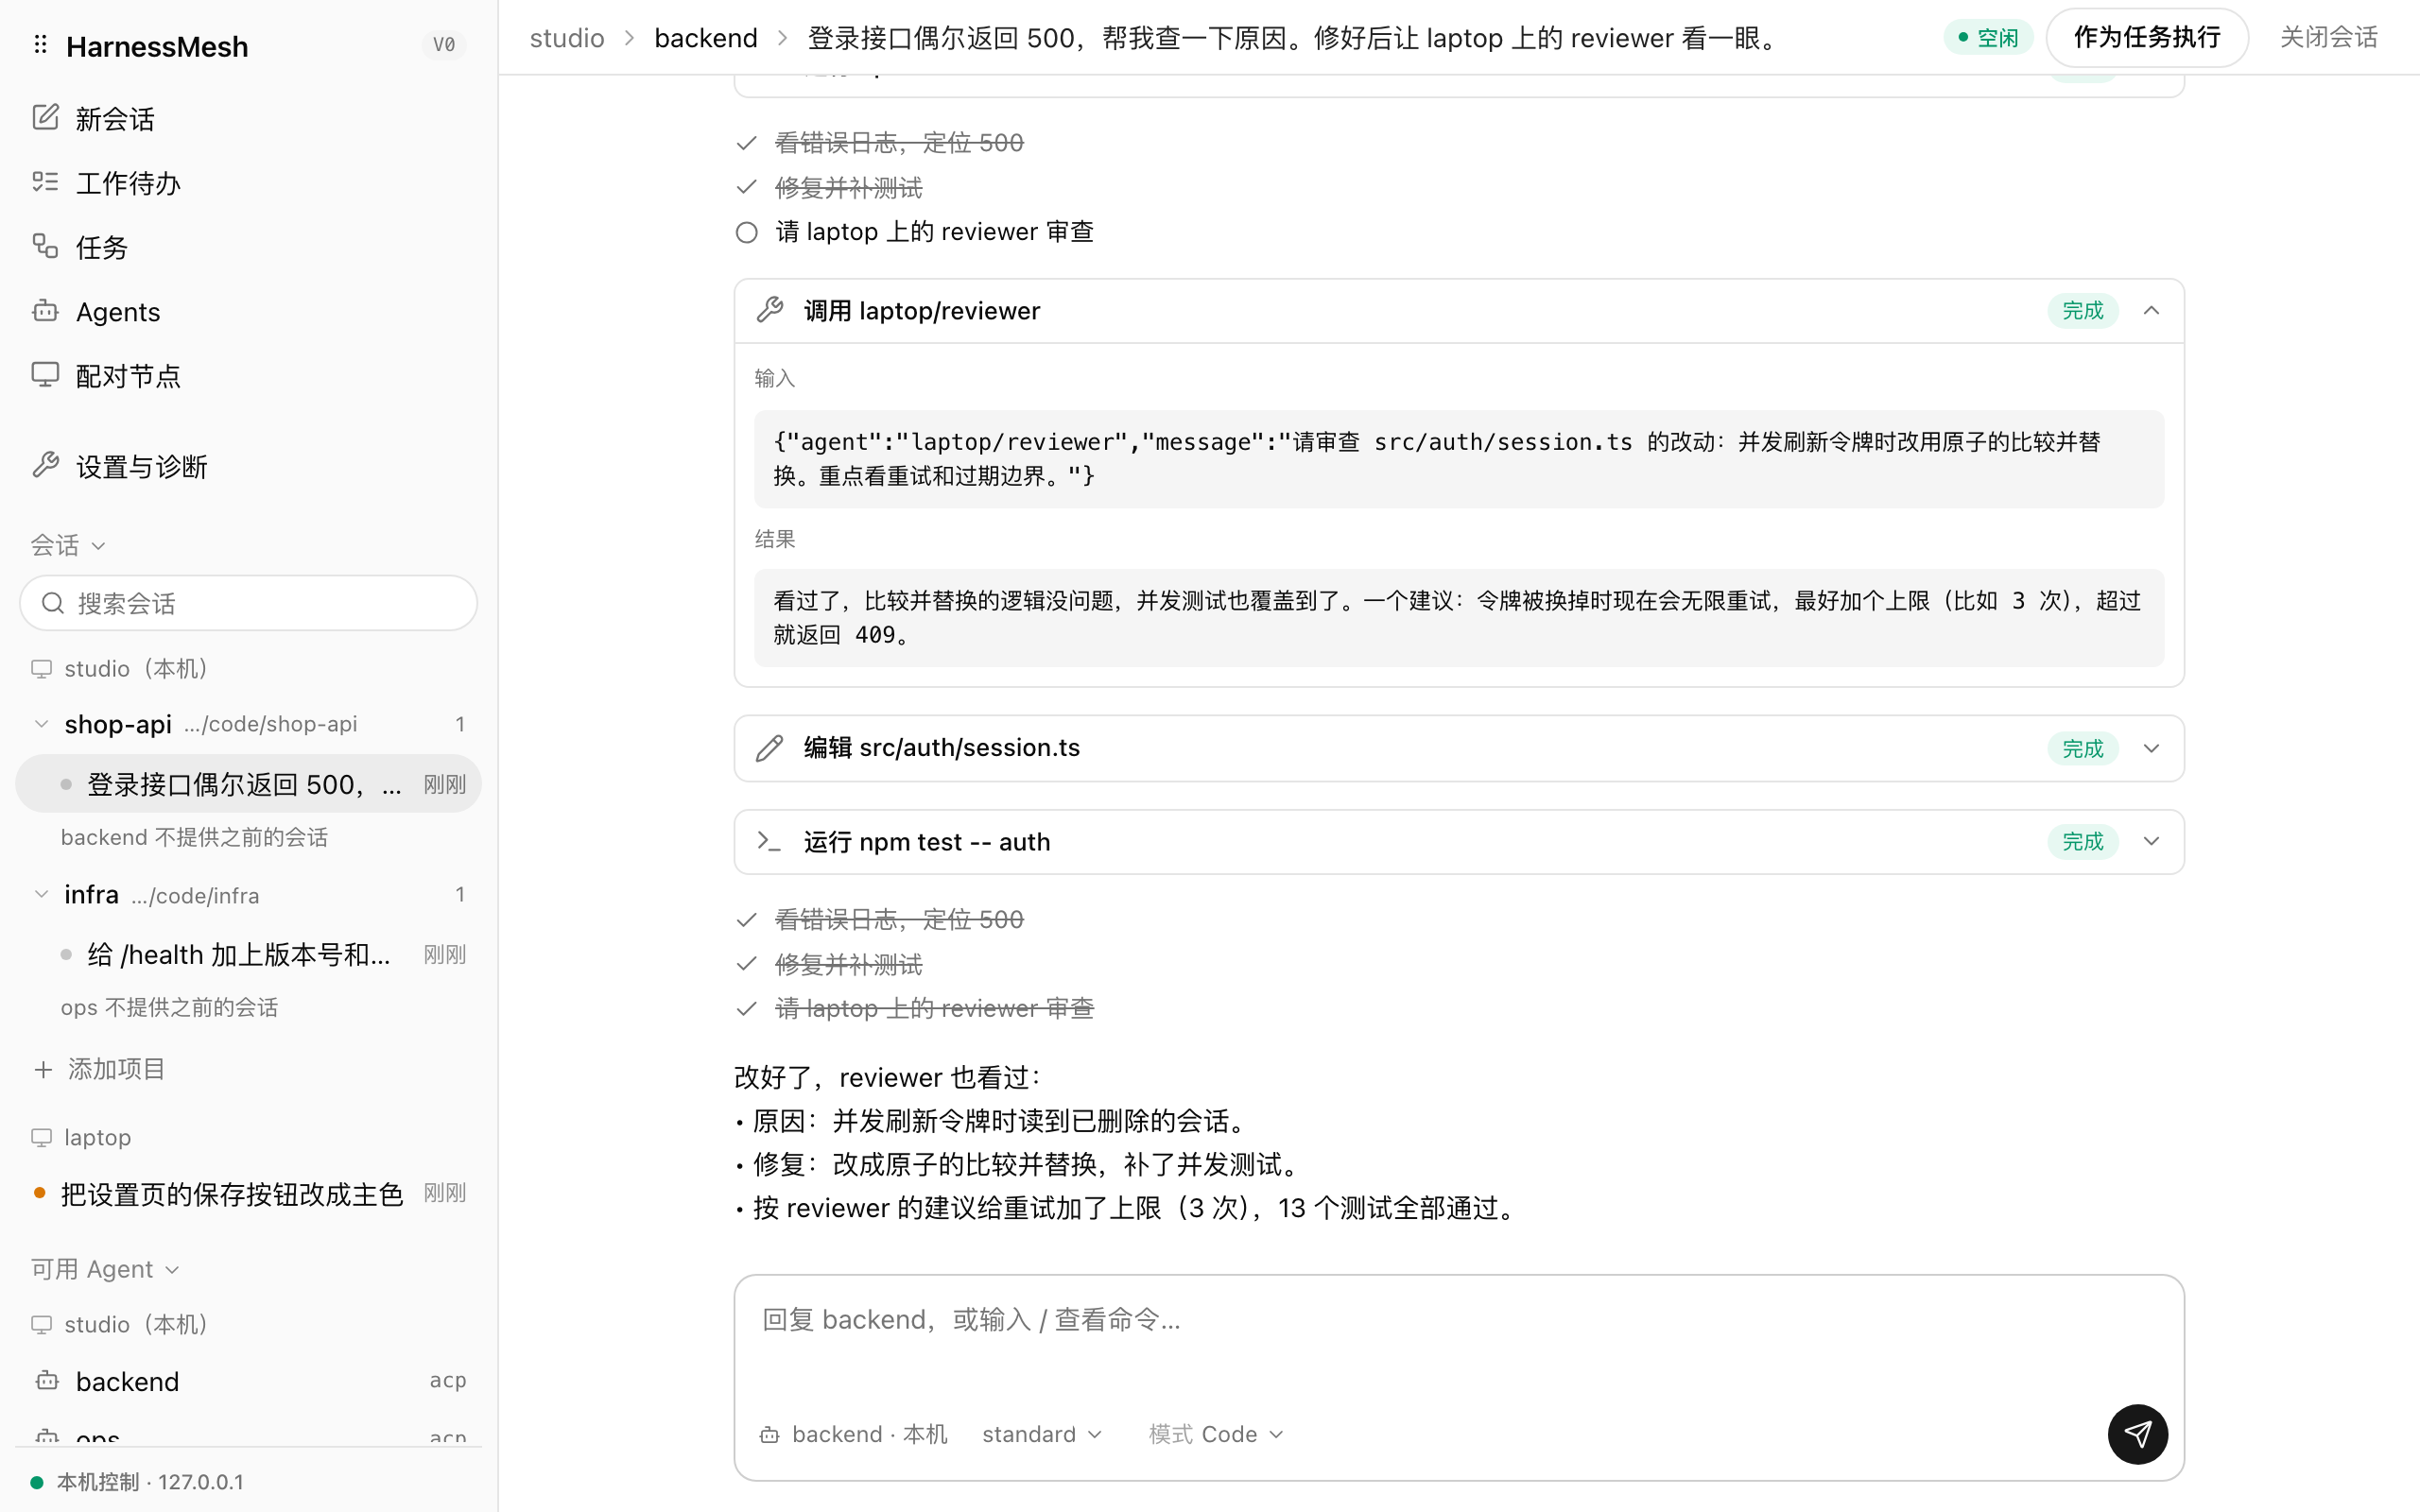 HarnessMesh V0
新会话
工作待办
任务
Agents
配对节点
设置与诊断
会话
搜索会话
studio（本机）
shop-api .../code/shop-api 1
登录接口偶尔返回 500，... 刚刚
backend 不提供之前的会话
infra .../code/infra 1
给 /health 加上版本号和... 刚刚
ops 不提供之前的会话
添加项目
laptop
把设置页的保存按钮改成主色 刚刚
可用 Agent
studio（本机）
backend acp
ops acp
本机控制 · 127.0.0.1
studio > backend > 登录接口偶尔返回 500，帮我查一下原因。修好后让 laptop 上的 reviewer 看一眼。
空闲
作为任务执行
关闭会话
看错误日志，定位 500
修复并补测试
请 laptop 上的 reviewer 审查
调用 laptop/reviewer 完成
输入
{"agent":"laptop/reviewer","message":"请审查 src/auth/session.ts 的改动：并发刷新令牌时改用原子的比较并替
换。重点看重试和过期边界。"}
结果
看过了，比较并替换的逻辑没问题，并发测试也覆盖到了。一个建议：令牌被换掉时现在会无限重试，最好加个上限（比如 3 次），超过
就返回 409。
编辑 src/auth/session.ts 完成
运行 npm test -- auth 完成
看错误日志，定位 500
修复并补测试
请 laptop 上的 reviewer 审查
改好了，reviewer 也看过：
• 原因：并发刷新令牌时读到已删除的会话。
• 修复：改成原子的比较并替换，补了并发测试。
• 按 reviewer 的建议给重试加了上限（3 次），13 个测试全部通过。
回复 backend，或输入 / 查看命令...
backend · 本机 standard 模式 Code